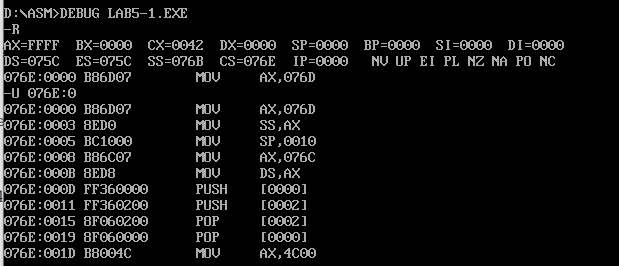 D:\ASM>DEBUG LAB5-1.EXE
-R
AX=FFFF  BX=0000  CX=0042  DX=0000  SP=0000  BP=0000  SI=0000  DI=0000
DS=075C  ES=075C  SS=076B  CS=076E  IP=0000   NV UP EI PL NZ NA PO NC
076E:0000 B86D07        MOV     AX,076D
-U 076E:0
076E:0000 B86D07        MOV     AX,076D
076E:0003 8ED0          MOV     SS,AX
076E:0005 BC1000        MOV     SP,0010
076E:0008 B86C07        MOV     AX,076C
076E:000B 8ED8          MOV     DS,AX
076E:000D FF360000      PUSH    [0000]
076E:0011 FF360200      PUSH    [0002]
076E:0015 8F060200      POP     [0002]
076E:0019 8F060000      POP     [0000]
076E:001D B8004C        MOV     AX,4C00